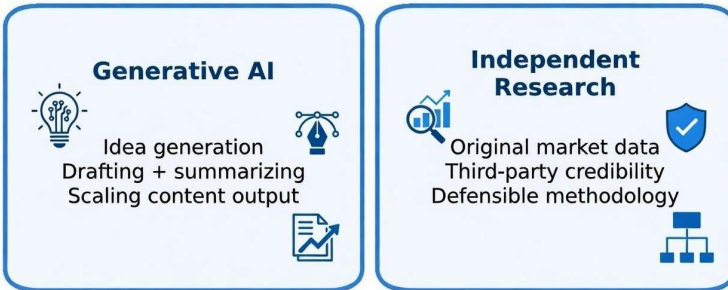 Generative AI
Idea generation
Drafting + summarizing
Scaling content output
Independent
Research
Original market data
Third-party credibility
Defensible methodology